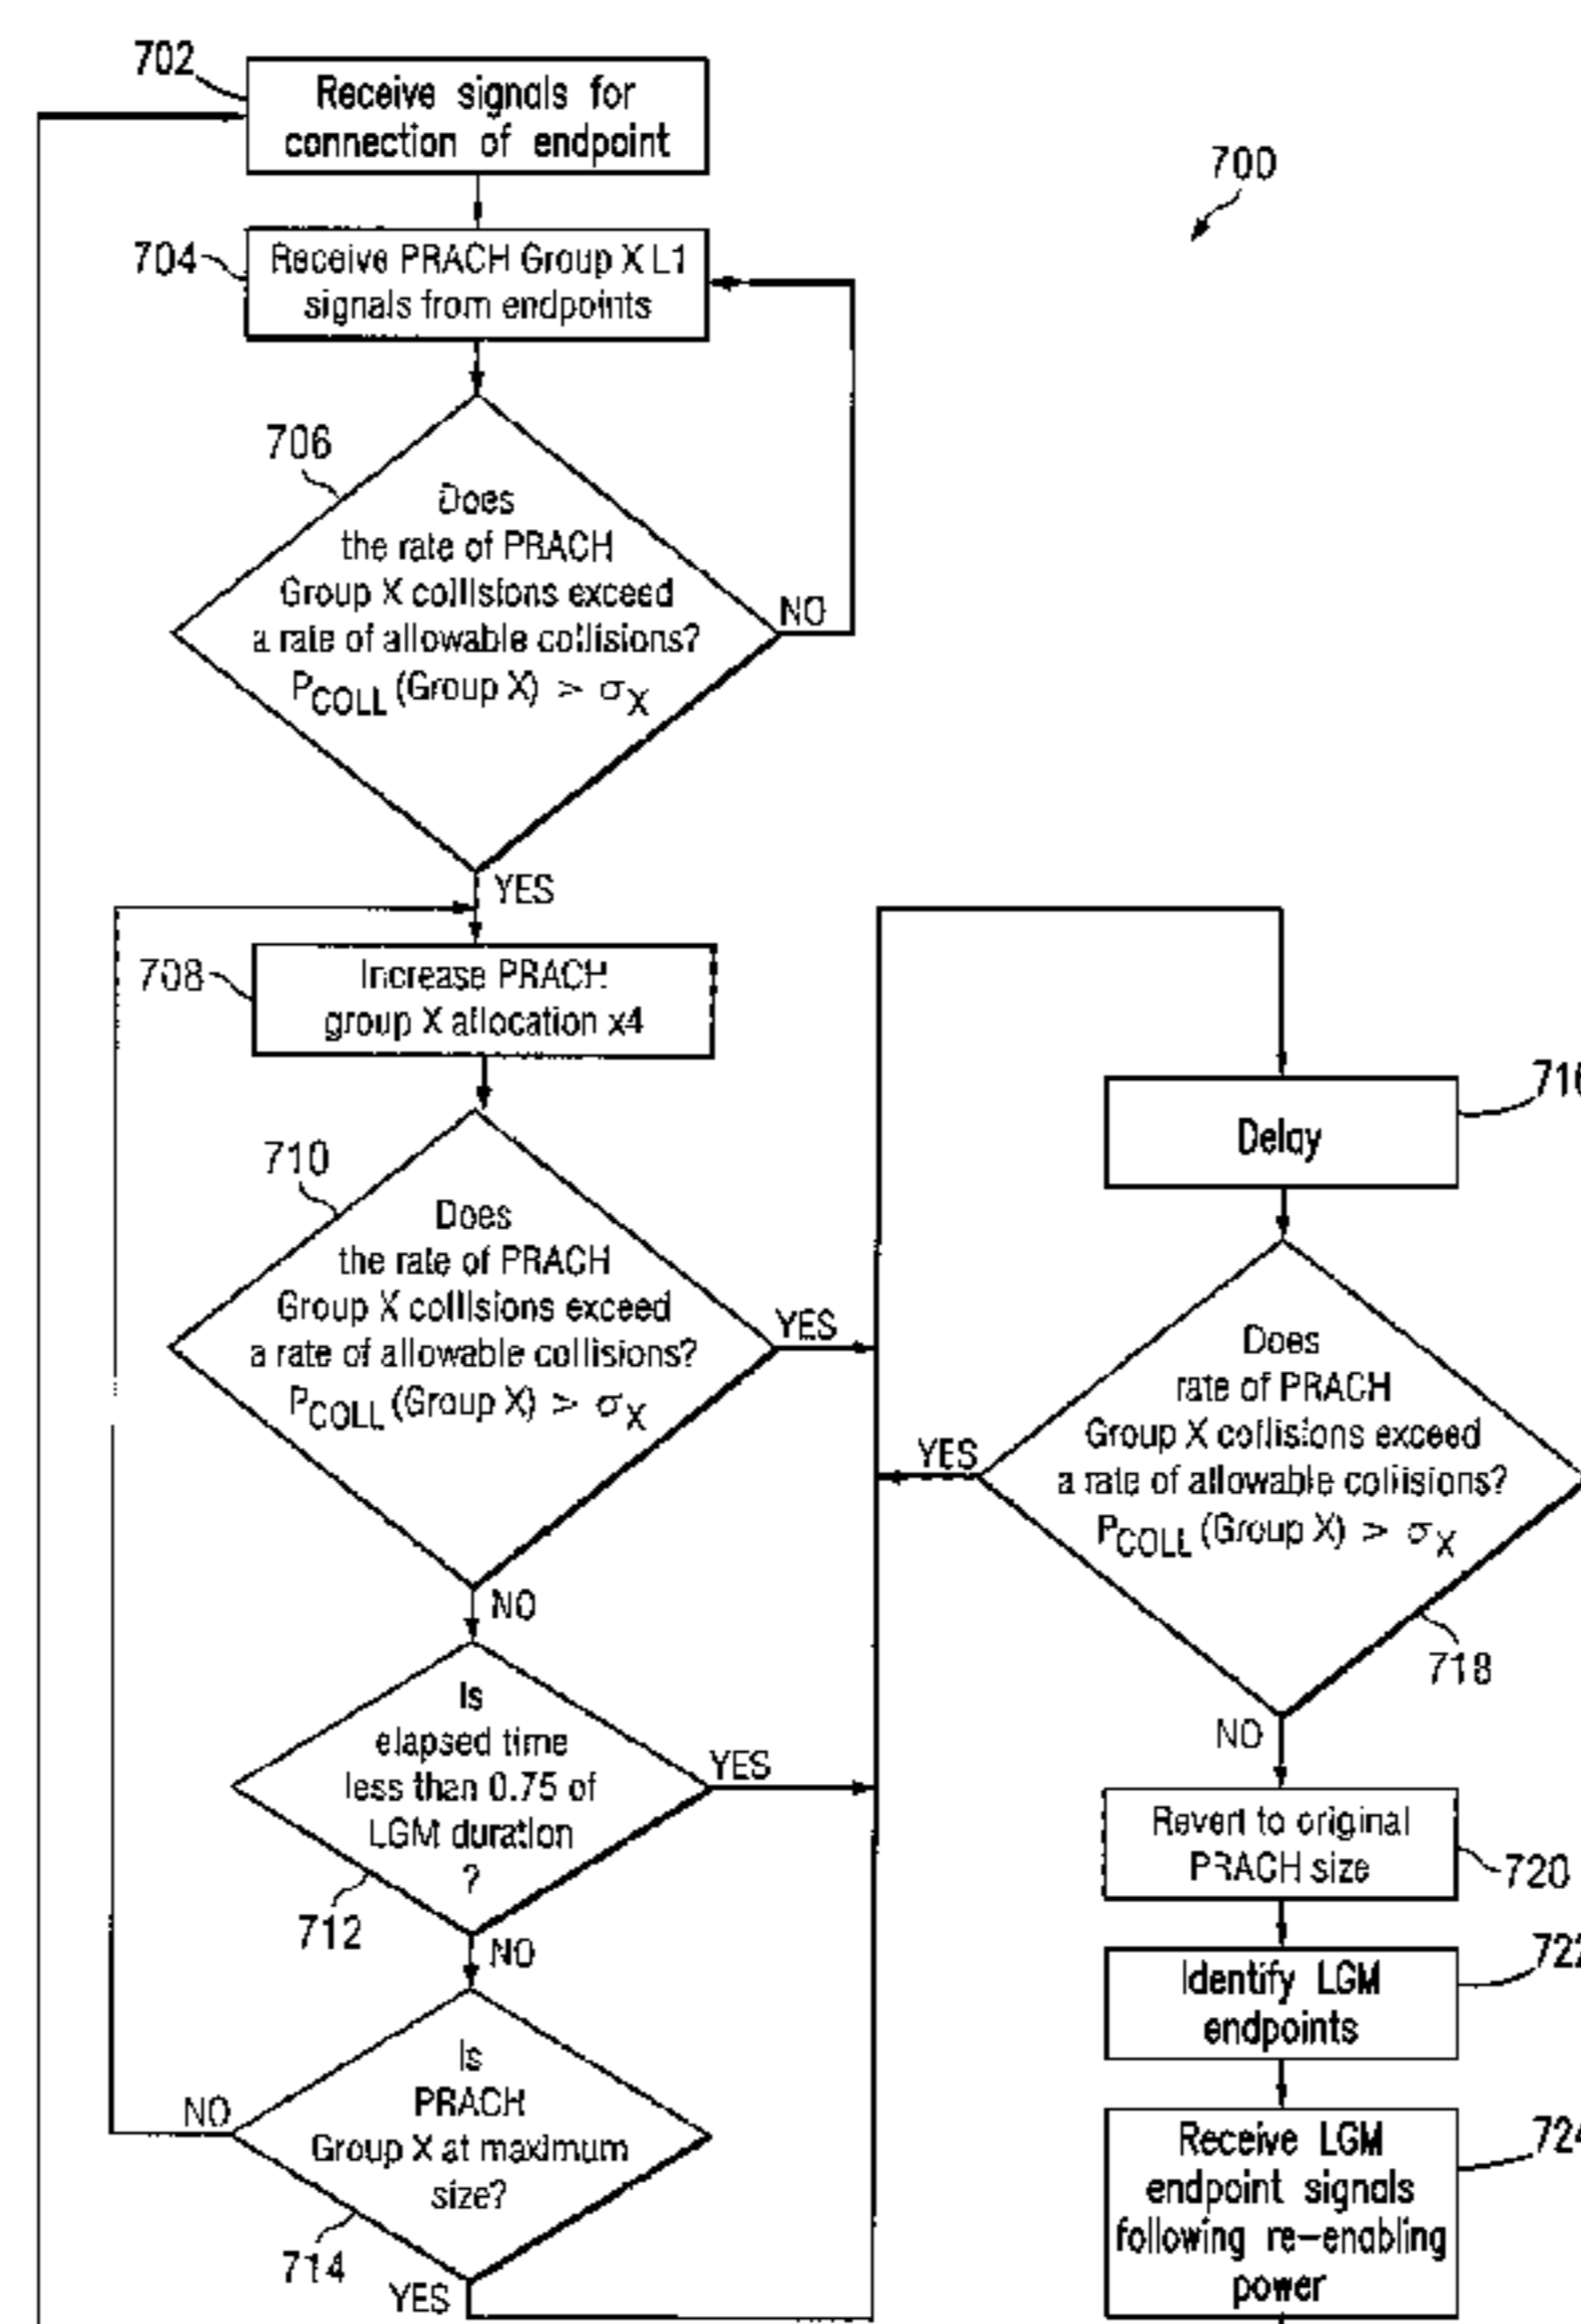 702
Receive signals for
connection of endpoint
700
704
Receive PRACH Group X L1
signals from endpoints
706
Does
the rate of PRACH
Group X collisions exceed
a rate of allowable collisions?
PCOLL (Group X) > σX
NO
YES
708
Increase PRACH
group X allocation x4
710
Does
the rate of PRACH
Group X collisions exceed
a rate of allowable collisions?
PCOLL (Group X) > σX
YES
NO
Is
elapsed time
less than 0.75 of
LGM duration
?
712
YES
NO
Is
PRACH
Group X at maximum
size?
714
NO
YES
Delay
Does
rate of PRACH
Group X collisions exceed
a rate of allowable collisions?
PCOLL (Group X) > σX
YES
718
NO
Revert to original
PRACH size
720
Identify LGM
endpoints
722
Receive LGM
endpoint signals
following re-enabling
power
724